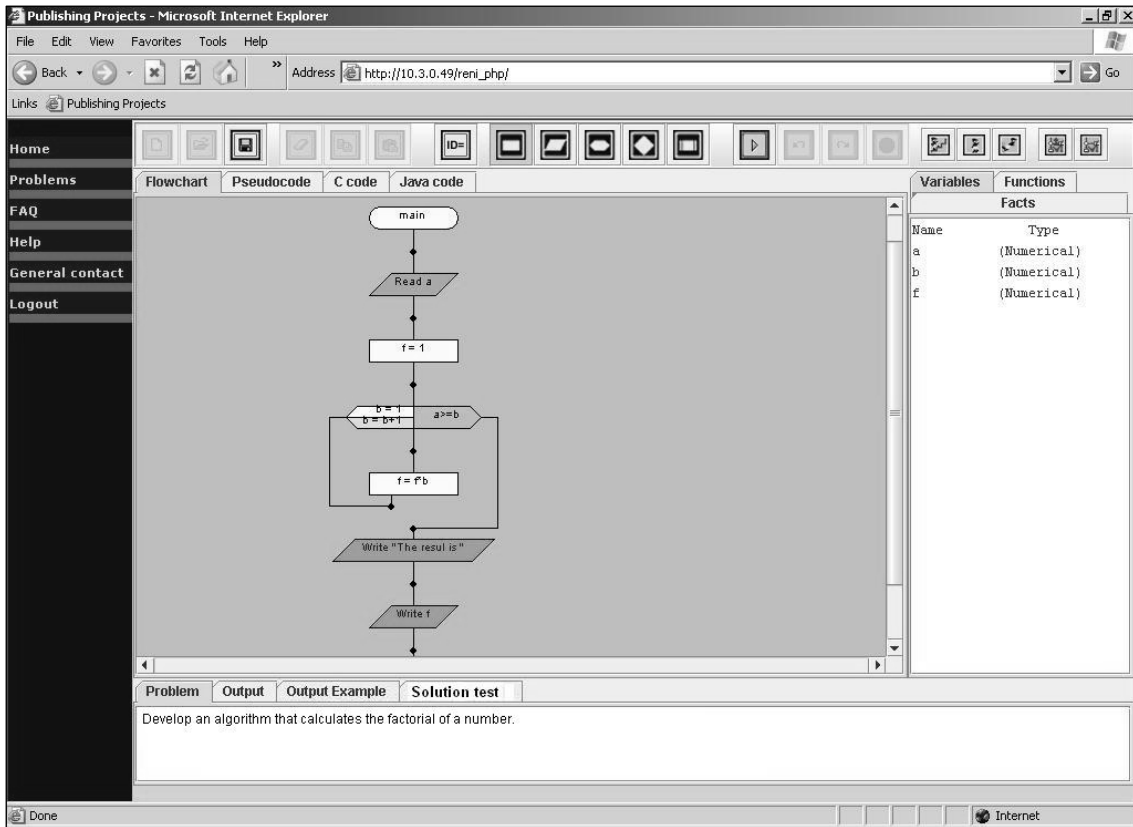 Publishing Projects - Microsoft Internet Explorer
File Edit View Favorites Tools Help
Back » Address http://10.3.0.49/reni_php/ Go
Links Publishing Projects
Home
Problems
FAQ
Help
General contact
Logout
ID=
Flowchart Pseudocode C code Java code
main
Read a
f= 1
b = 1
b = b+1
a>=b
f= f*b
Write "The resul is "
Write f
Variables Functions
Facts
Name Type
a (Numerical)
b (Numerical)
f (Numerical)
Problem Output Output Example Solution test
Develop an algorithm that calculates the factorial of a number.
Done Internet